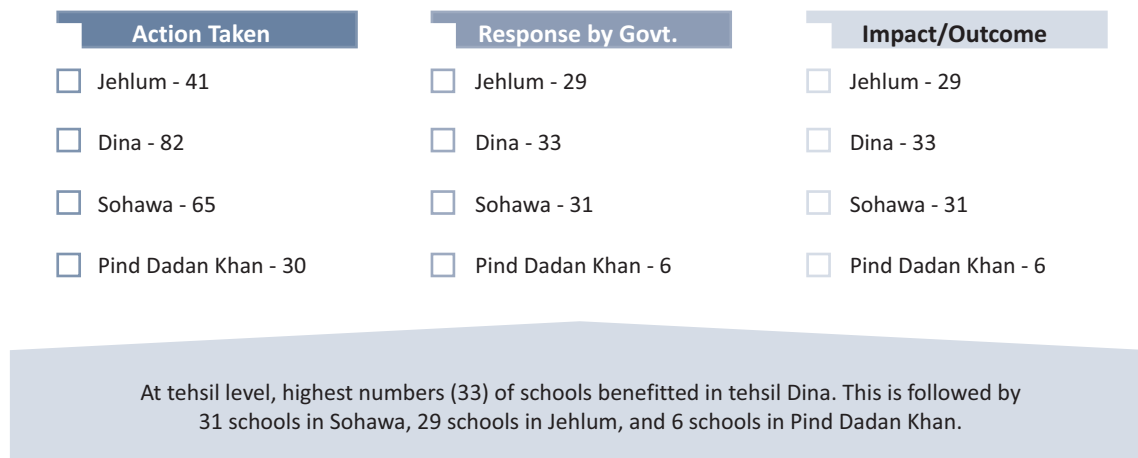 Action Taken
Jehlum - 41
Dina - 82
Sohawa - 65
Pind Dadan Khan - 30
Response by Govt.
Jehlum - 29
Dina - 33
Sohawa - 31
Pind Dadan Khan - 6
Impact/Outcome
Jehlum - 29
Dina - 33
Sohawa - 31
Pind Dadan Khan - 6
At tehsil level, highest numbers (33) of schools benefitted in tehsil Dina. This is followed by
31 schools in Sohawa, 29 schools in Jehlum, and 6 schools in Pind Dadan Khan.